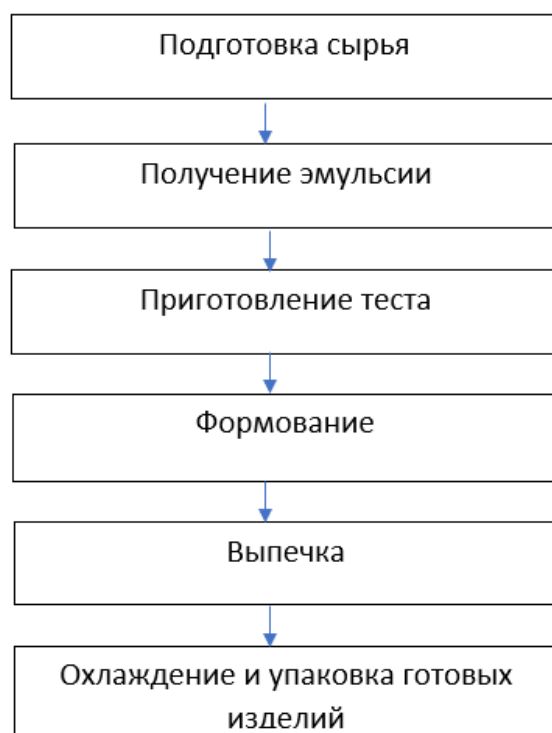 Подготовка сырья
Получение эмульсии
Приготовление теста
Формование
Выпечка
Охлаждение и упаковка готовых
изделий